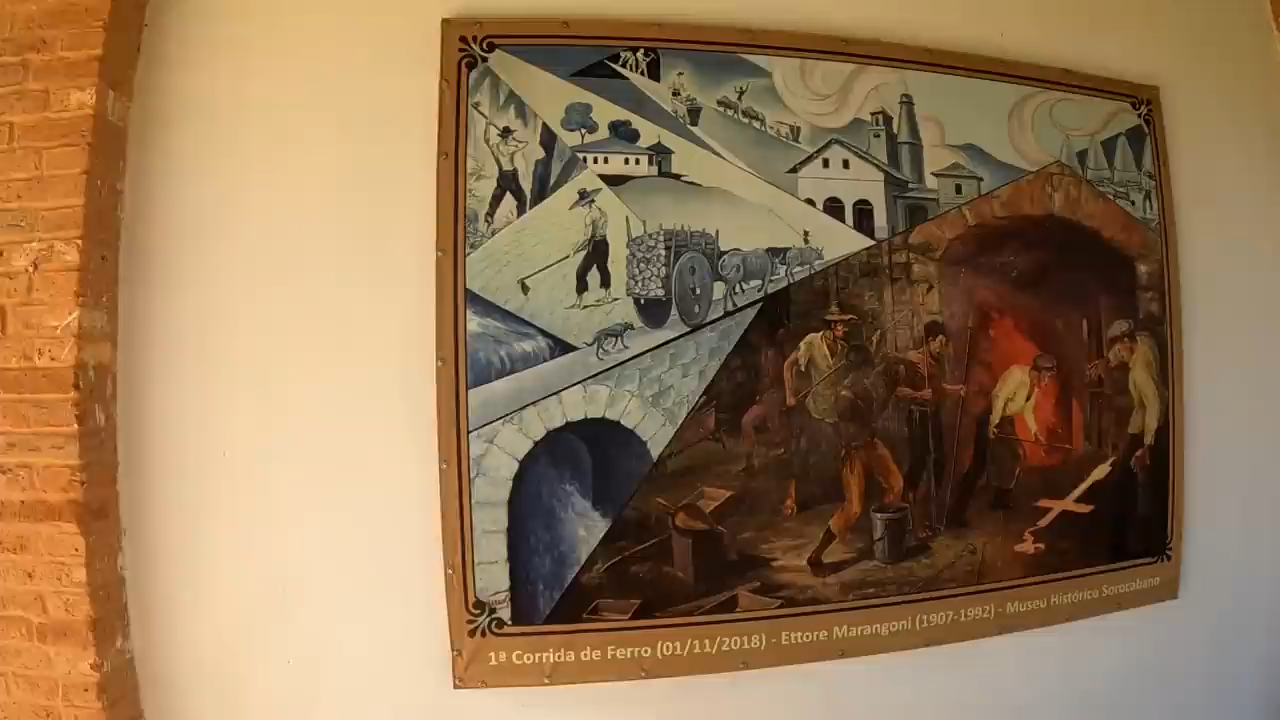 1ª Corrida de Ferro (01/11/2018) - Ettore Marangoni (1907-1992) - Museu Histórico Sorocabano